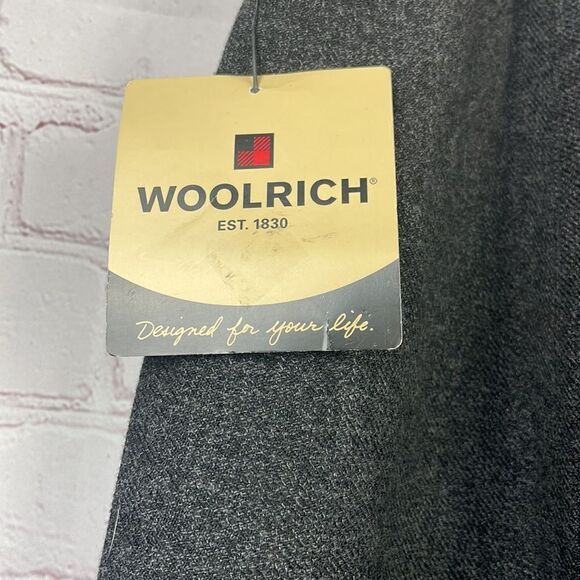 WOOLRICH®
EST. 1830
Designed for your life.